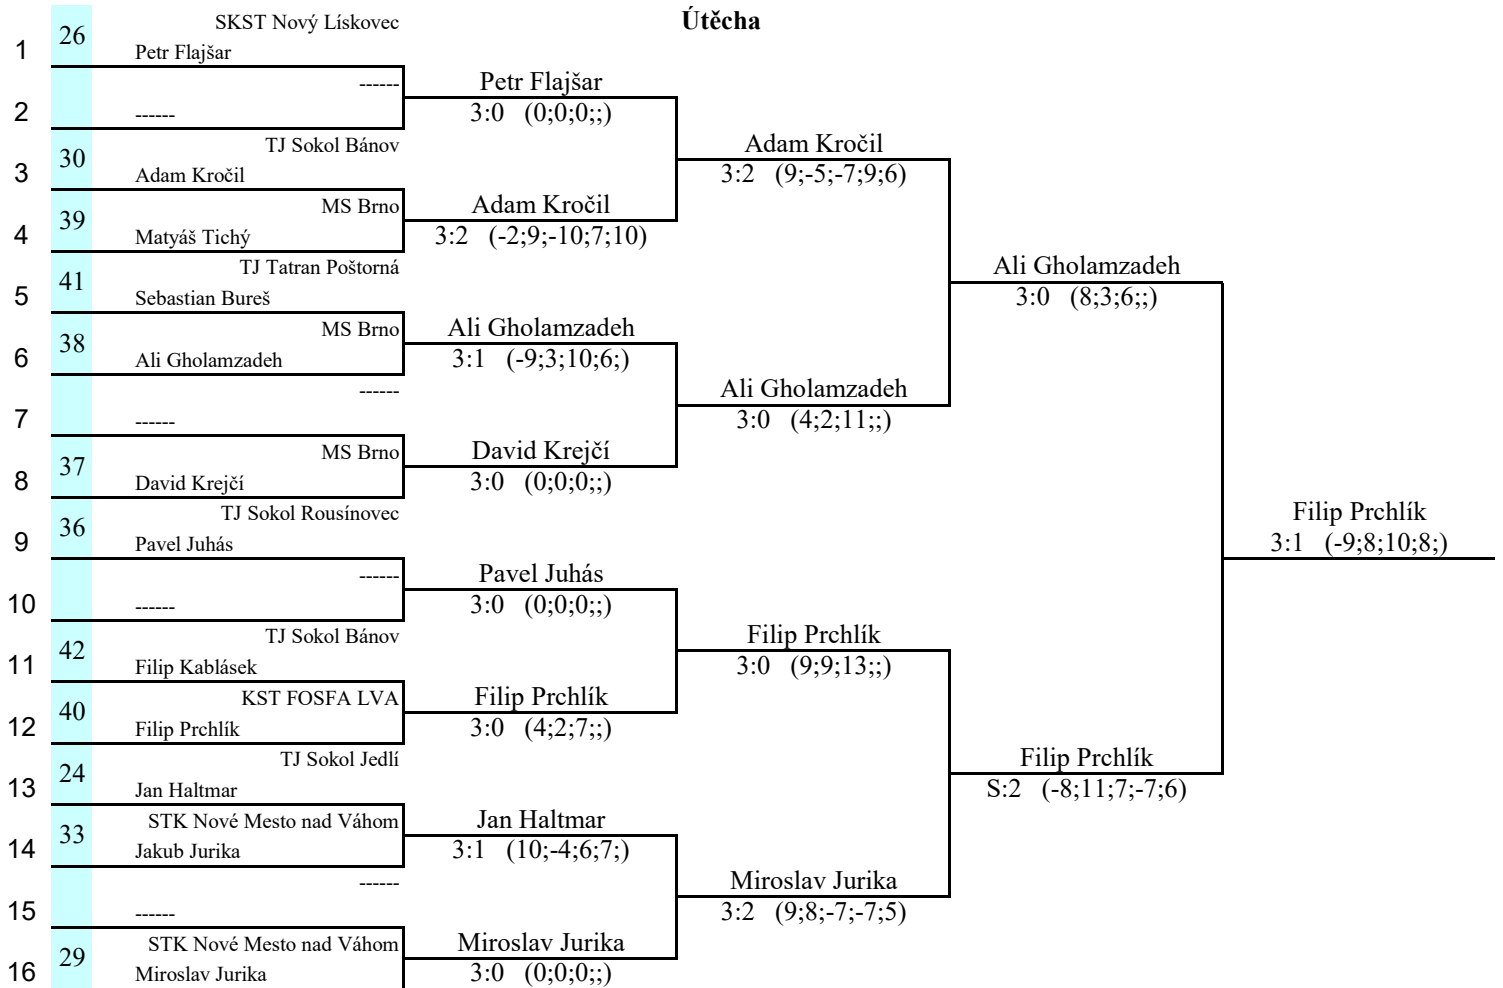 Útěcha
26 SKST Nový Lískovec
1 Petr Flajšar
------
2 ------
30 TJ Sokol Bánov
3 Adam Kročil
39 MS Brno
4 Matyáš Tichý
41 TJ Tatran Poštorná
5 Sebastian Bureš
38 MS Brno
6 Ali Gholamzadeh
------
7 ------
37 MS Brno
8 David Krejčí
36 TJ Sokol Rousínovec
9 Pavel Juhás
------
10 ------
42 TJ Sokol Bánov
11 Filip Kablásek
40 KST FOSFA LVA
12 Filip Prchlík
24 TJ Sokol Jedlí
13 Jan Haltmar
33 STK Nové Mesto nad Váhom
14 Jakub Jurika
------
15 ------
29 STK Nové Mesto nad Váhom
16 Miroslav Jurika
Petr Flajšar
3:0 (0;0;0;;)
Adam Kročil
3:2 (-2;9;-10;7;10)
Ali Gholamzadeh
3:1 (-9;3;10;6;)
David Krejčí
3:0 (0;0;0;;)
Pavel Juhás
3:0 (0;0;0;;)
Filip Prchlík
3:0 (4;2;7;;)
Jan Haltmar
3:1 (10;-4;6;7;)
Miroslav Jurika
3:0 (0;0;0;;)
Adam Kročil
3:2 (9;-5;-7;9;6)
Ali Gholamzadeh
3:0 (4;2;11;;)
Filip Prchlík
3:0 (9;9;13;;)
Miroslav Jurika
3:2 (9;8;-7;-7;5)
Ali Gholamzadeh
3:0 (8;3;6;;)
Filip Prchlík
S:2 (-8;11;7;-7;6)
Filip Prchlík
3:1 (-9;8;10;8;)